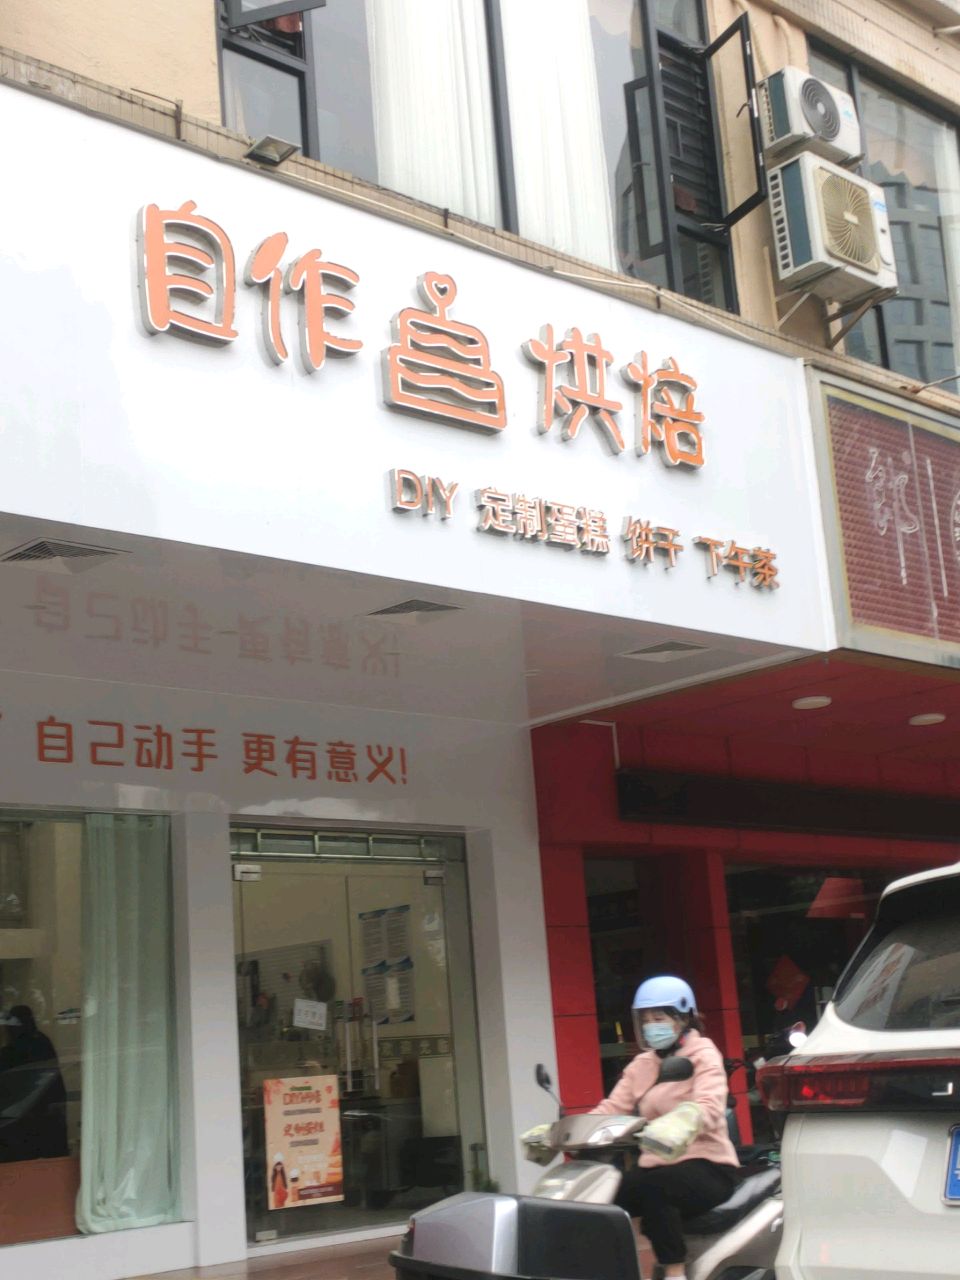 自作烘焙
DIY 定制蛋糕 饼干 下午茶
自己动手 更有意义!